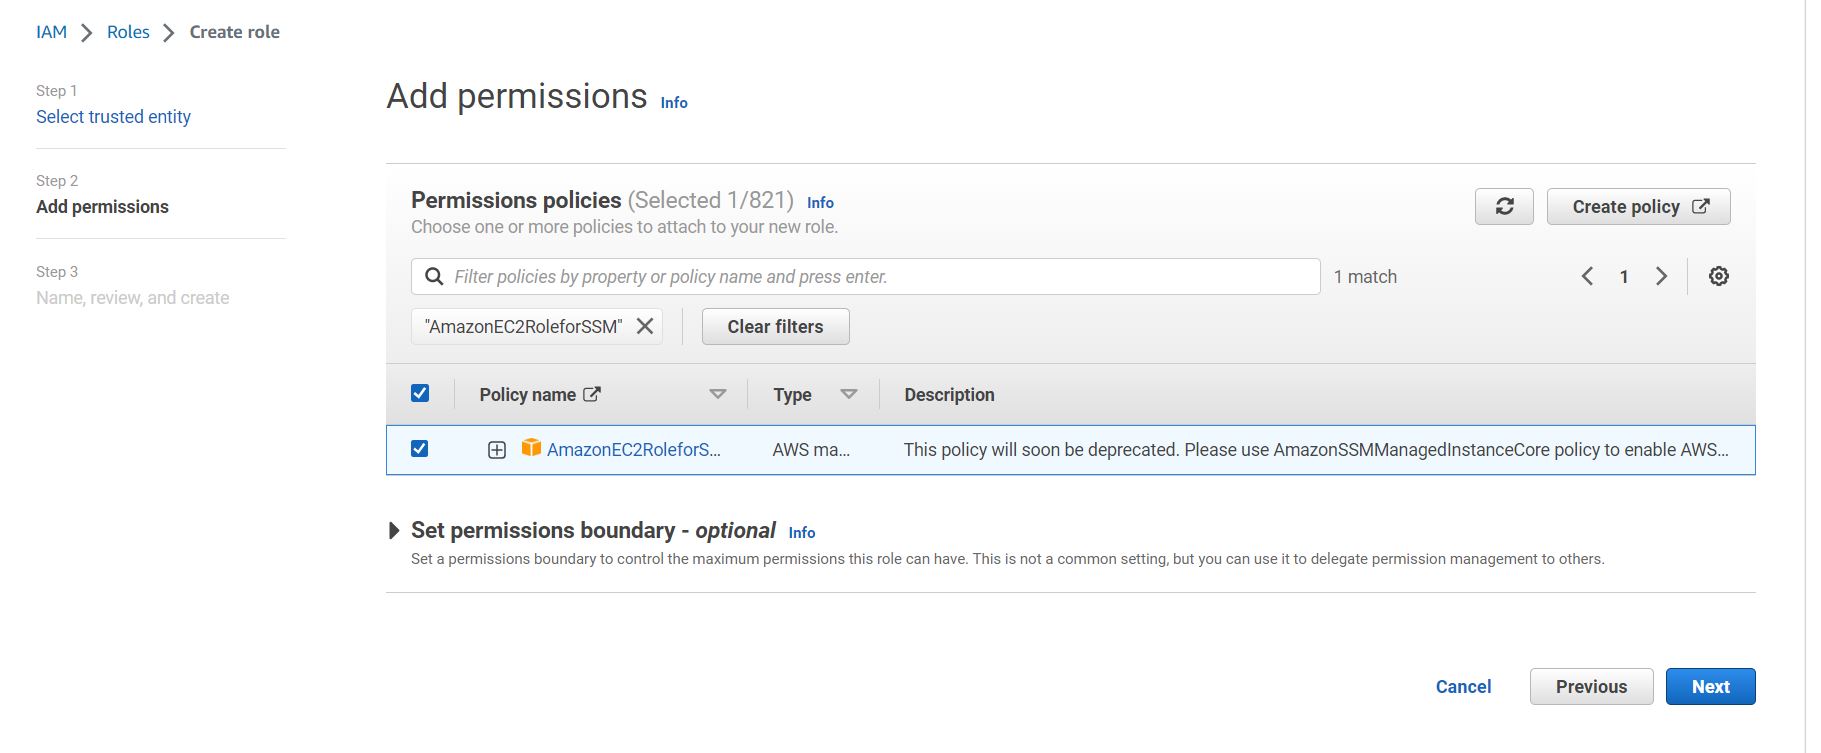 IAM > Roles > Create role
Step 1
Select trusted entity
Step 2
Add permissions
Step 3
Name, review, and create
Add permissions Info
Permissions policies (Selected 1/821) Info
Choose one or more policies to attach to your new role.
Create policy
Filter policies by property or policy name and press enter.
1 match
1
"AmazonEC2RoleforSSM"
Clear filters
Policy name Type Description
AmazonEC2RoleforS... AWS ma... This policy will soon be deprecated. Please use AmazonSSMManagedInstanceCore policy to enable AWS...
Set permissions boundary - optional Info
Set a permissions boundary to control the maximum permissions this role can have. This is not a common setting, but you can use it to delegate permission management to others.
Cancel Previous Next